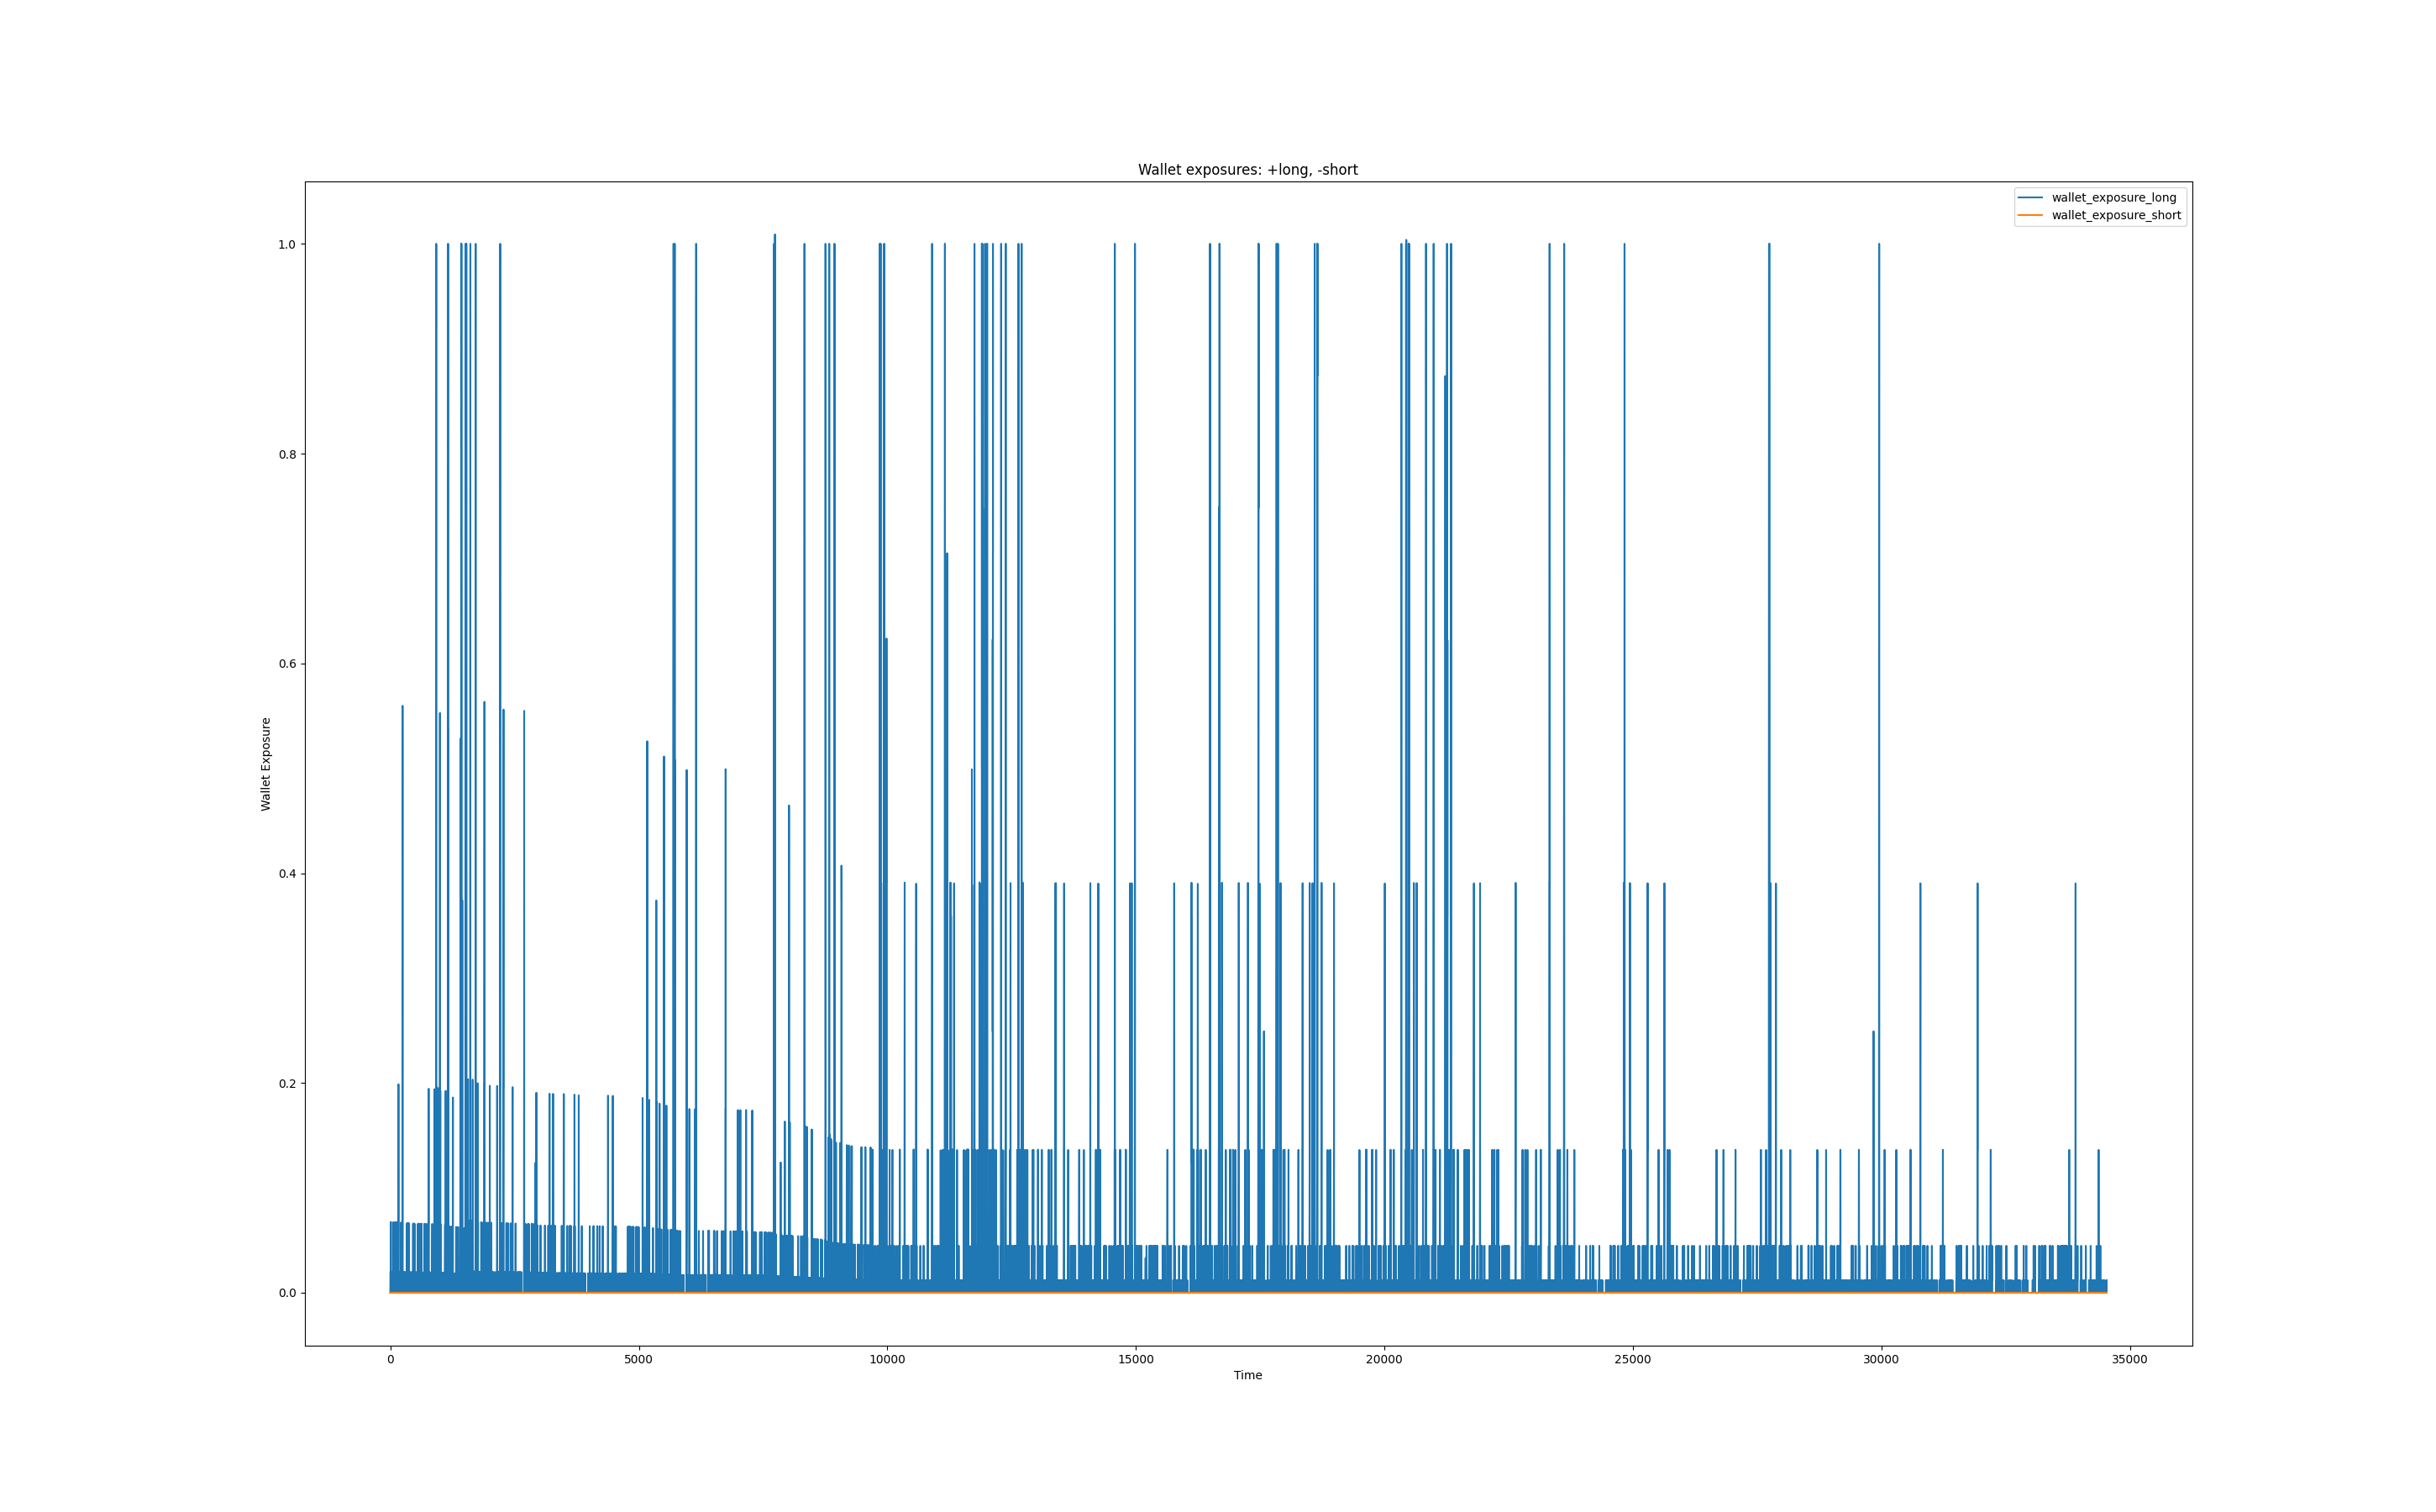 Wallet exposures: +long, -short
wallet_exposure_long
wallet_exposure_short
1.0
0.8
0.6
0.4
0.2
0.0
Wallet Exposure
0 5000 10000 15000 20000 25000 30000 35000
Time